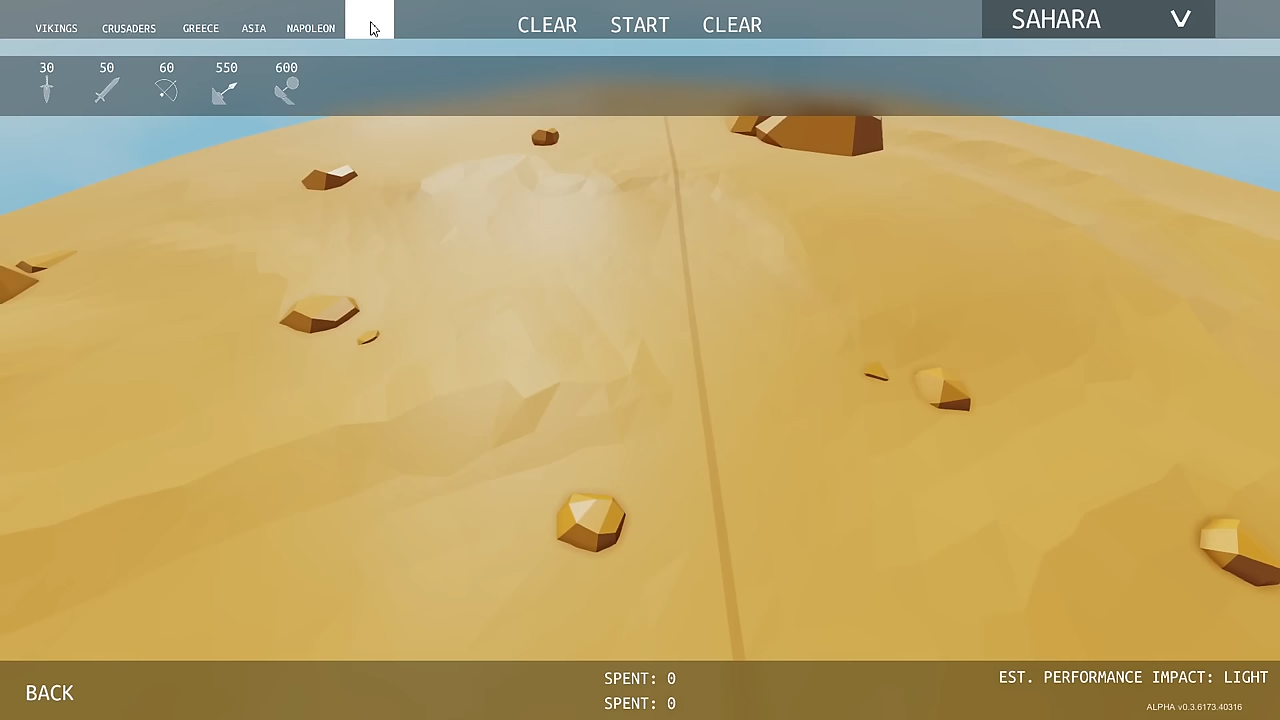 VIKINGS CRUSADERS GREECE ASIA NAPOLEON CLEAR START CLEAR SAHARA
30 50 60 550 600
BACK
SPENT: 0
SPENT: 0
EST. PERFORMANCE IMPACT: LIGHT
ALPHA v0.3.6173.40316